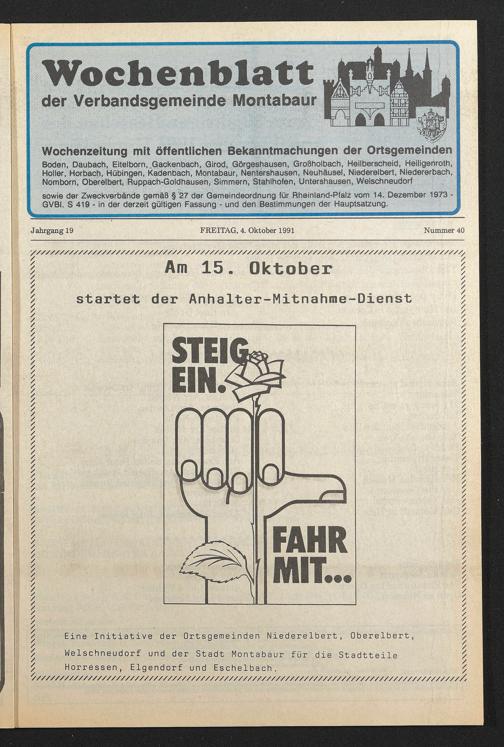 Wochenblatt
der Verbandsgemeinde Montabaur
Wochenzeitung mit öffentlichen Bekanntmachungen der Ortsgemeinden
Boden, Daubach, Eitelborn, Gackenbach, Girod, Görgeshausen, Großholbach, Heilberscheid, Heiligenroth,
Holler, Horbach, Hübingen, Kadenbach, Montabaur, Nentershausen, Neuhäusel, Niederelbert, Niedererbach,
Nomborn, Oberelbert, Ruppach-Goldhausen, Simmern, Stahlhofen, Untershausen, Welschneudorf
sowie der Zweckverbände gemäß § 27 der Gemeindeordnung für Rheinland-Pfalz vom 14. Dezember 1973 -
GVBl. S 419 - in der derzeit gültigen Fassung - und den Bestimmungen der Hauptsatzung.
Jahrgang 19 FREITAG, 4. Oktober 1991 Nummer 40
Am 15. Oktober
startet der Anhalter-Mitnahme-Dienst
STEIG
EIN.
FAHR
MIT...
Eine Initiative der Ortsgemeinden Niederelbert, Oberelbert,
Welschneudorf und der Stadt Montabaur für die Stadtteile
Horressen, Elgendorf und Eschelbach.